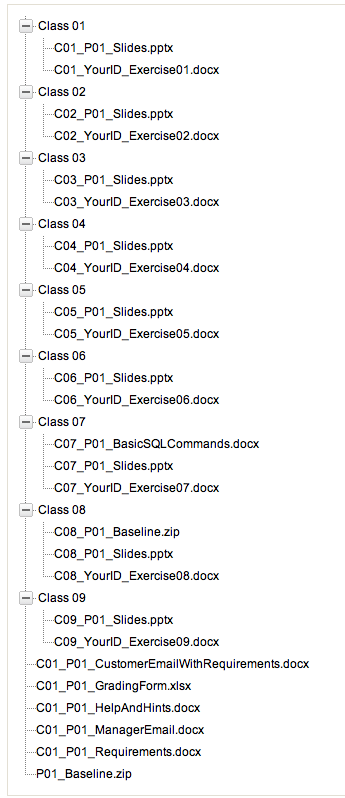 Class 01
C01_P01_Slides.pptx
C01_YourID_Exercise01.docx
Class 02
C02_P01_Slides.pptx
C02_YourID_Exercise02.docx
Class 03
C03_P01_Slides.pptx
C03_YourID_Exercise03.docx
Class 04
C04_P01_Slides.pptx
C04_YourID_Exercise04.docx
Class 05
C05_P01_Slides.pptx
C05_YourID_Exercise05.docx
Class 06
C06_P01_Slides.pptx
C06_YourID_Exercise06.docx
Class 07
C07_P01_BasicSQLCommands.docx
C07_P01_Slides.pptx
C07_YourID_Exercise07.docx
Class 08
C08_P01_Baseline.zip
C08_P01_Slides.pptx
C08_YourID_Exercise08.docx
Class 09
C09_P01_Slides.pptx
C09_YourID_Exercise09.docx
C01_P01_CustomerEmailWithRequirements.docx
C01_P01_GradingForm.xlsx
C01_P01_HelpAndHints.docx
C01_P01_ManagerEmail.docx
C01_P01_Requirements.docx
P01_Baseline.zip